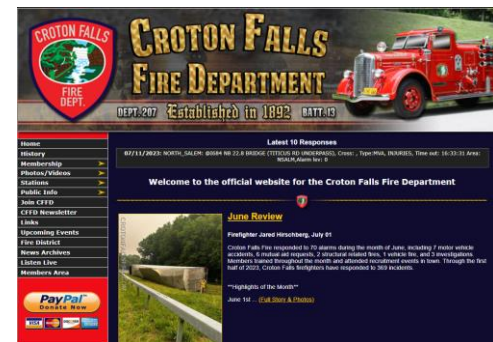 CROTON FALLS
FIRE
DEPT.
CROTON FALLS
FIRE DEPARTMENT
DEPT. 207 Established in 1892 BATT. 13
Home
History
Membership
Photos/Videos
Stations
Public Info
Join CFFD
CFFD Newsletter
Links
Upcoming Events
Fire District
News Archives
Listen Live
Members Area
PayPal
Donate Now
VISA
Latest 10 Responses
07/11/2023: NORTH_SALEM: @I684 NB 22.8 BRIDGE (TITICUS RD UNDERPASS), Cross: , Type:MVA, INJURIES, Time out: 16:33:31 Area:
NSALM,Alarm lev: 0
Welcome to the official website for the Croton Falls Fire Department
June Review
Firefighter Jared Hirschberg, July 01
Croton Falls Fire responded to 70 alarms during the month of June, including 7 motor vehicle
accidents, 6 mutual aid requests, 2 structural related fires, 1 vehicle fire, and 3 investigations.
Members trained throughout the month and attended recruitment events in town. Through the first
half of 2023, Croton Falls firefighters have responded to 369 incidents.
**Highlights of the Month**
June 1st ... (Full Story & Photos)